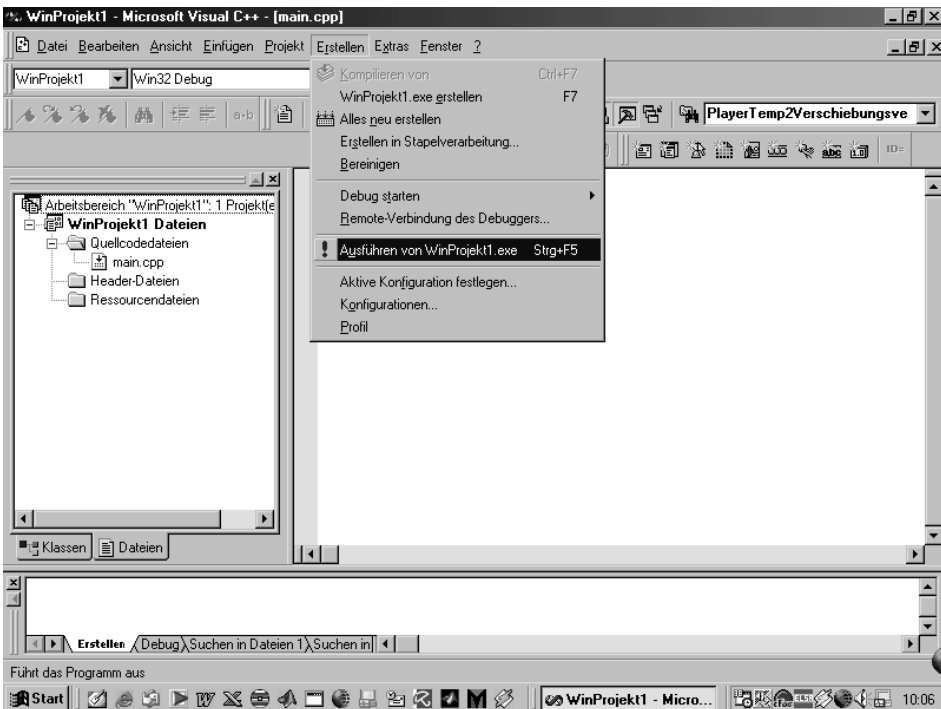 WinProjekt1 - Microsoft Visual C++ - [main.cpp]
Datei Bearbeiten Ansicht Einfügen Projekt Erstellen Extras Fenster ?
WinProjekt1 Win32 Debug
a•b
PlayerTemp2Verschiebungsve
ID=
Kompilieren von Ctrl+F7
WinProjekt1.exe erstellen F7
Alles neu erstellen
Erstellen in Stapelverarbeitung...
Bereinigen
Debug starten
Remote-Verbindung des Debuggers...
Ausführen von WinProjekt1.exe Strg+F5
Aktive Konfiguration festlegen...
Konfigurationen...
Profil
Arbeitsbereich "WinProjekt1": 1 Projekt(e
WinProjekt1 Dateien
Quellcodedateien
main.cpp
Header-Dateien
Ressourcendateien
Klassen Dateien
Erstellen Debug Suchen in Dateien 1 Suchen in
Führt das Programm aus
Start WinProjekt1 - Micro... 10:06